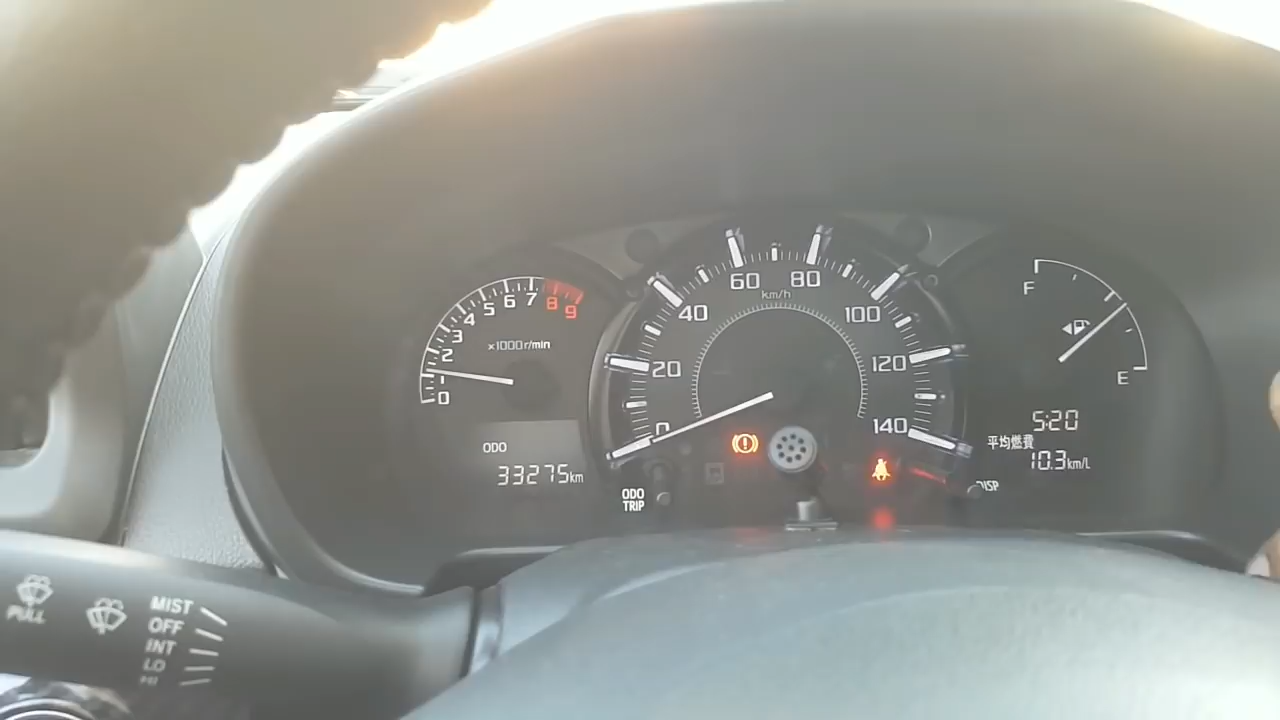 0
1
2
3
4
5
6
7
8
9
×1000r/min
ODO
33275km
0
20
40
60
80
100
120
140
km/h
ODO
TRIP
F
E
5:20
平均燃費
10.3km/L
DISP
PULL
MIST
OFF
INT
LO
HI